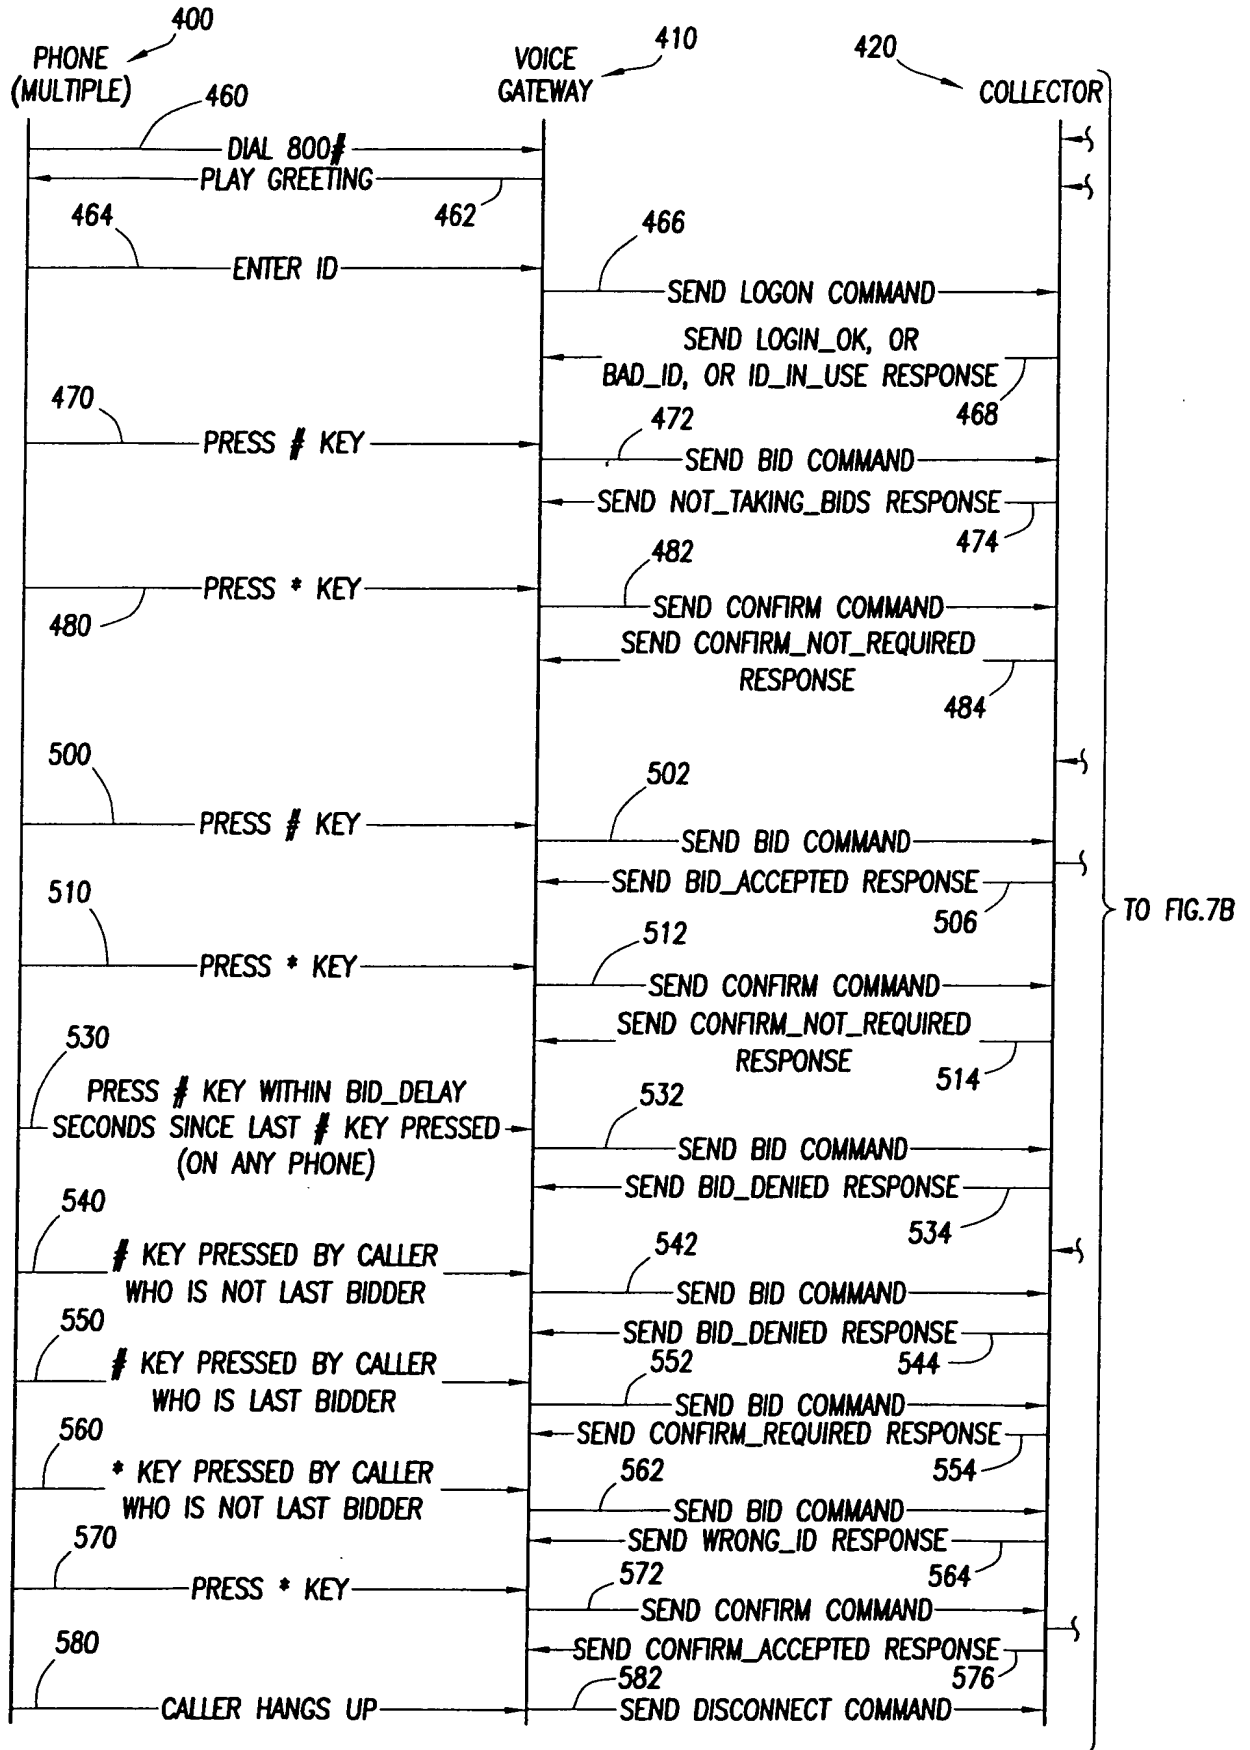 400
PHONE
(MULTIPLE)
VOICE
GATEWAY
410
420
COLLECTOR
460
DIAL 800#
PLAY GREETING
462
464
ENTER ID
466
SEND LOGON COMMAND
SEND LOGIN_OK, OR
BAD_ID, OR ID_IN_USE RESPONSE
468
470
PRESS # KEY
472
SEND BID COMMAND
SEND NOT_TAKING_BIDS RESPONSE
474
480
PRESS * KEY
482
SEND CONFIRM COMMAND
SEND CONFIRM_NOT_REQUIRED
RESPONSE
484
500
PRESS # KEY
502
SEND BID COMMAND
SEND BID_ACCEPTED RESPONSE
506
TO FIG.7B
510
PRESS * KEY
512
SEND CONFIRM COMMAND
SEND CONFIRM_NOT_REQUIRED
RESPONSE
514
530
PRESS # KEY WITHIN BID_DELAY
SECONDS SINCE LAST # KEY PRESSED
(ON ANY PHONE)
532
SEND BID COMMAND
SEND BID_DENIED RESPONSE
534
540
# KEY PRESSED BY CALLER
WHO IS NOT LAST BIDDER
542
SEND BID COMMAND
SEND BID_DENIED RESPONSE
544
550
# KEY PRESSED BY CALLER
WHO IS LAST BIDDER
552
SEND BID COMMAND
SEND CONFIRM_REQUIRED RESPONSE
554
560
* KEY PRESSED BY CALLER
WHO IS NOT LAST BIDDER
562
SEND BID COMMAND
SEND WRONG_ID RESPONSE
564
570
PRESS * KEY
572
SEND CONFIRM COMMAND
SEND CONFIRM_ACCEPTED RESPONSE
576
580
CALLER HANGS UP
582
SEND DISCONNECT COMMAND